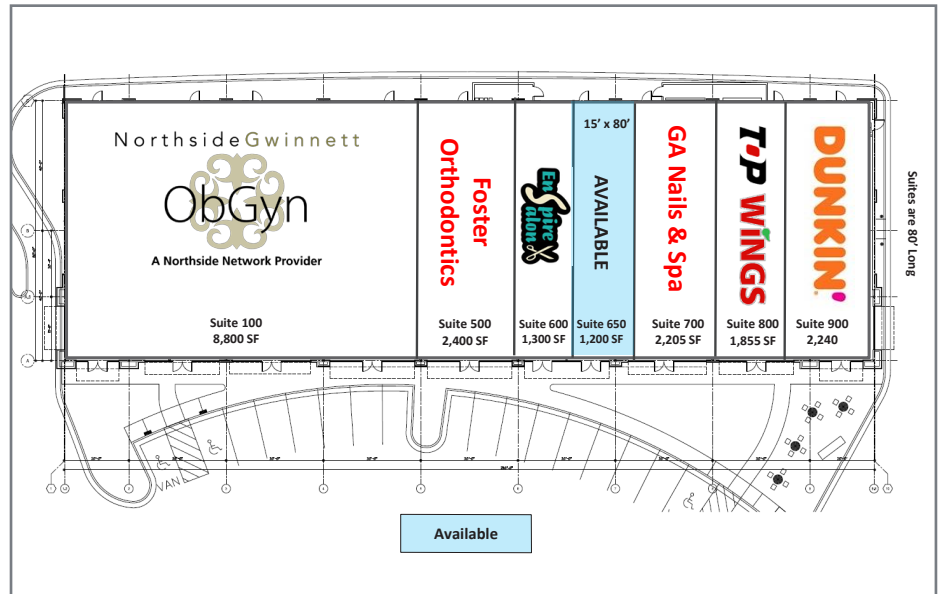 NorthsideGwinnett
ObGyn
A Northside Network Provider
Suite 100
8,800 SF
Foster
Orthodontics
Suite 500
2,400 SF
EnSpire
Salon
Suite 600
1,300 SF
15' x 80'
AVAILABLE
Suite 650
1,200 SF
GA Nails & Spa
Suite 700
2,205 SF
TOP WiNGS
Suite 800
1,855 SF
DUNKIN'
Suite 900
2,240
Suites are 80' Long
VAN
Available